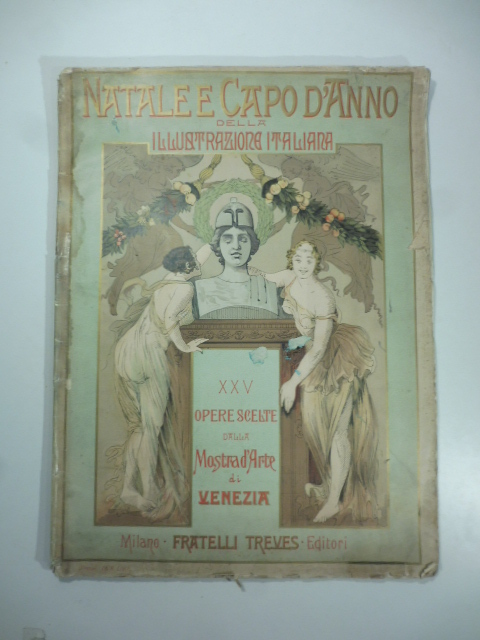 NATALE E CAPO D'ANNO
DELLA
ILLUSTRAZIONE ITALIANA
XXV
OPERE SCELTE
DALLA
Mostra d'Arte
di
VENEZIA
Milano - FRATELLI TREVES - Editori